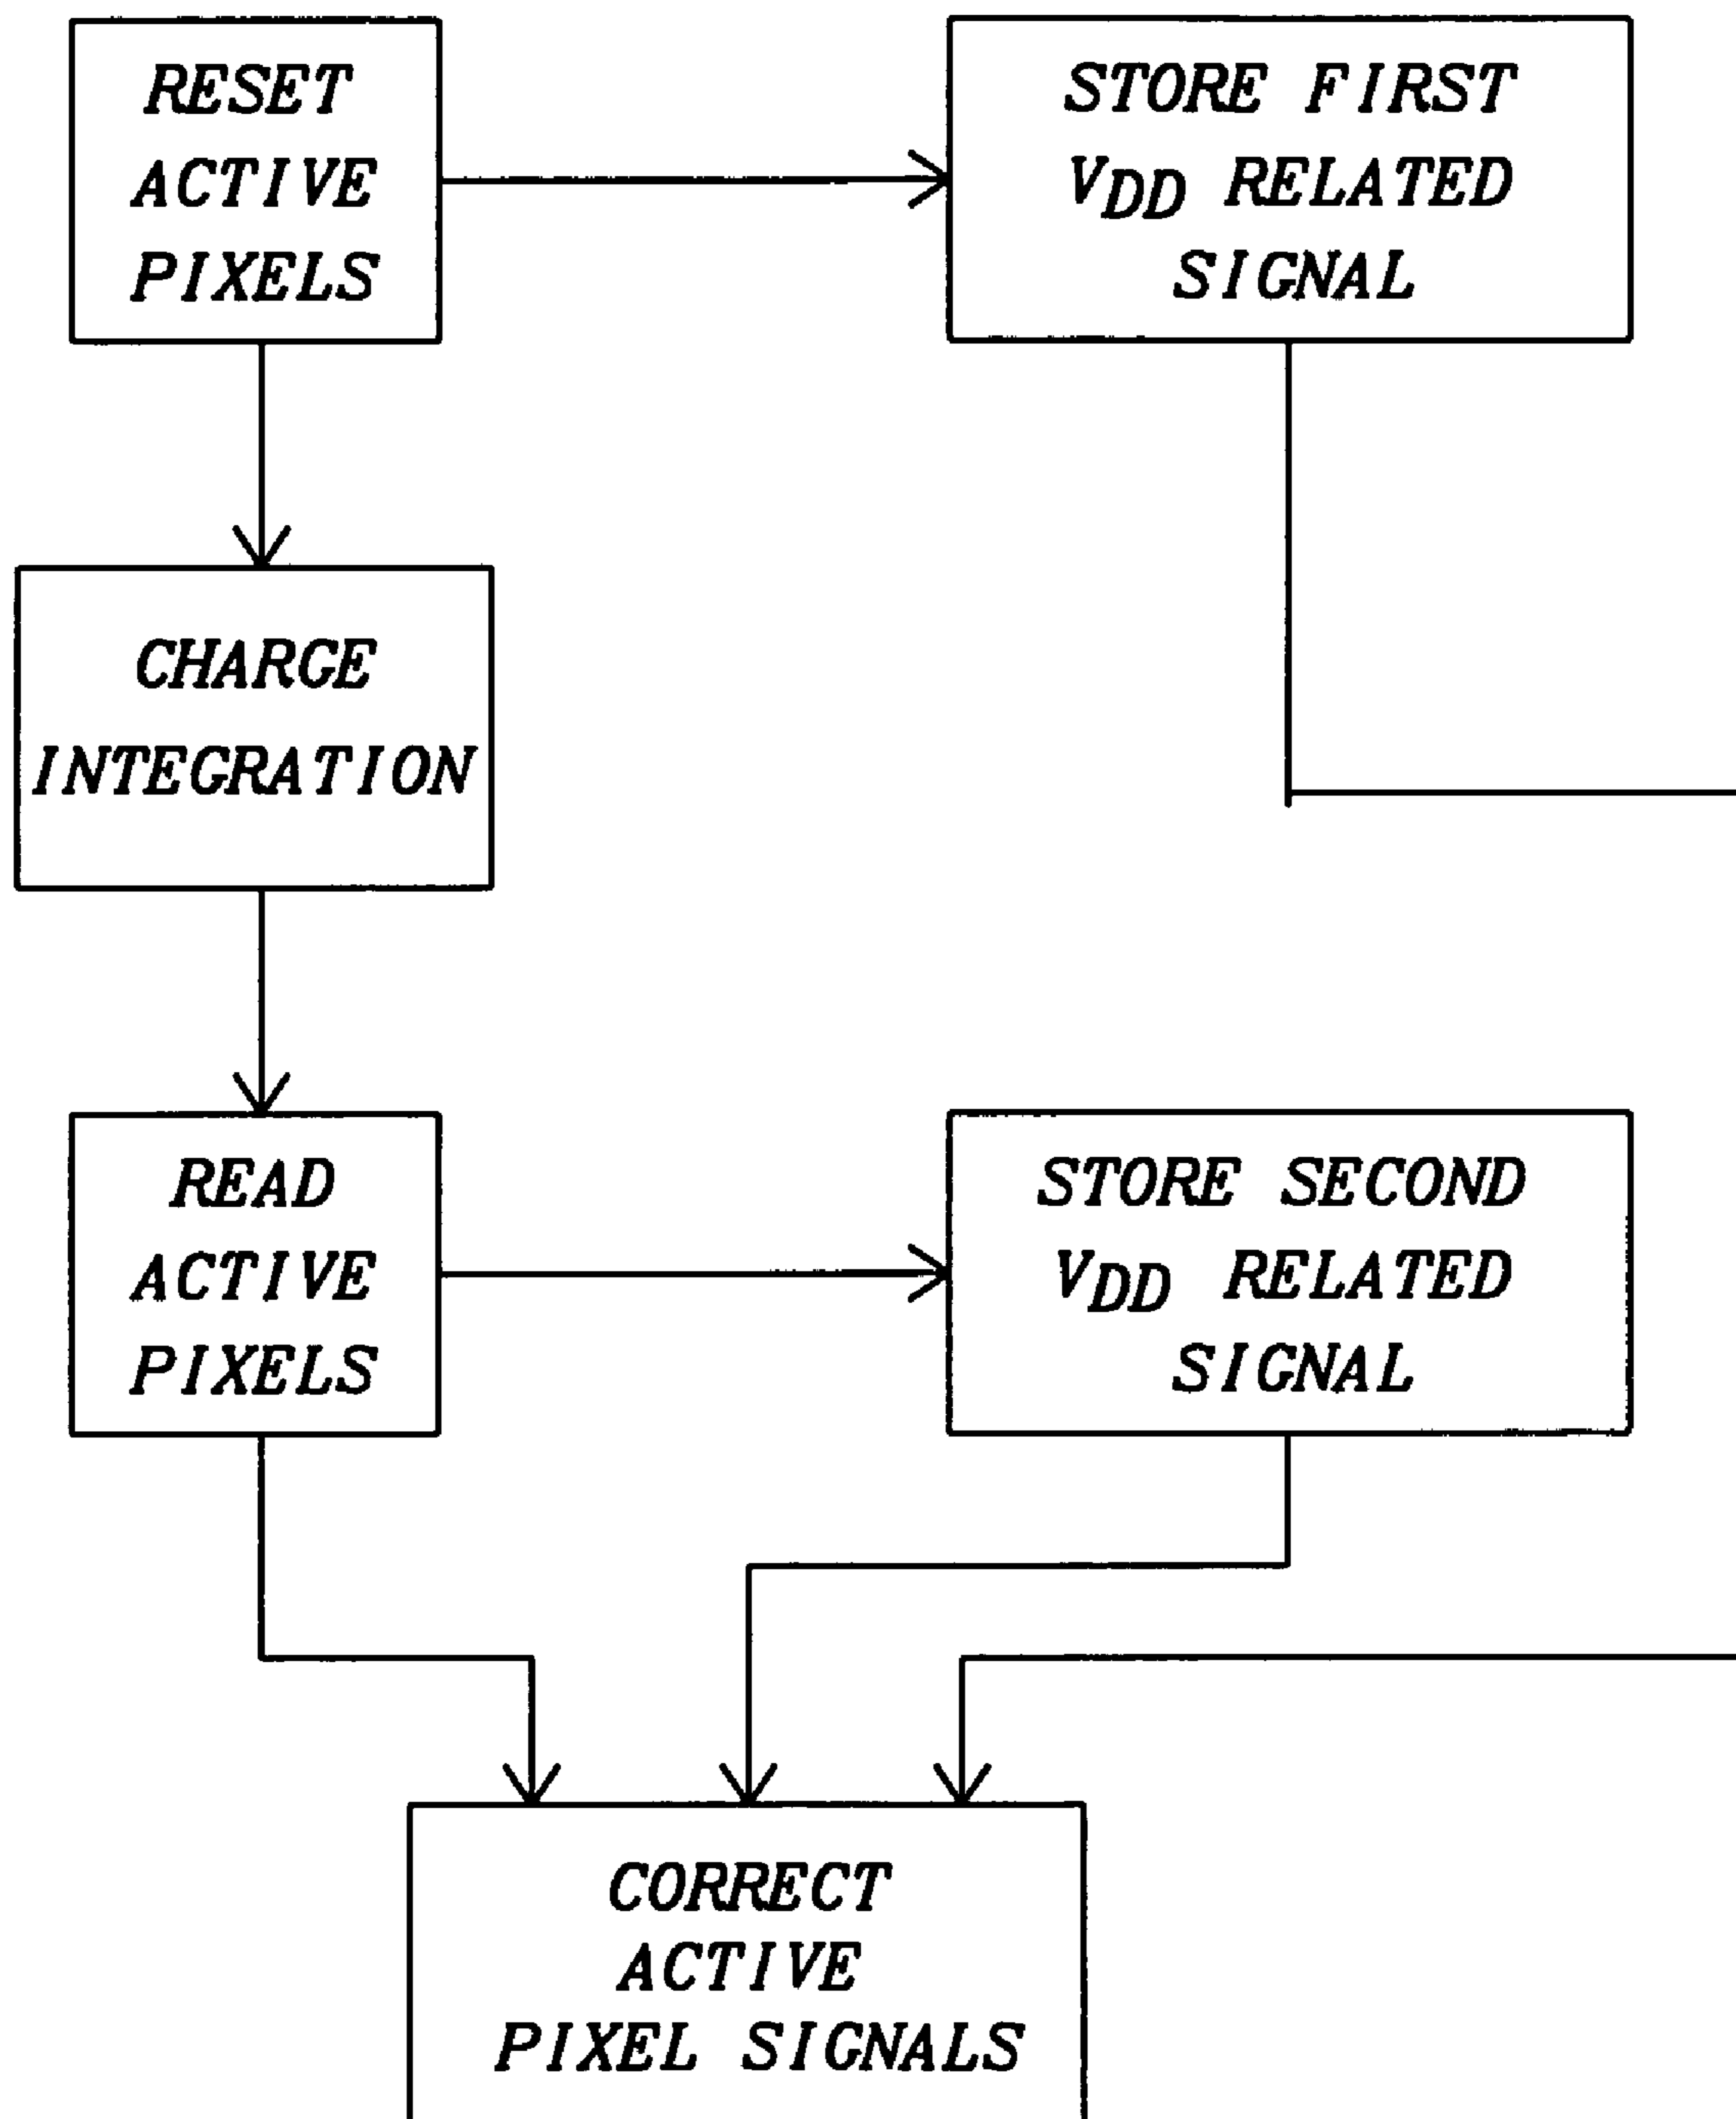 RESET
ACTIVE
PIXELS
STORE FIRST
VDD RELATED
SIGNAL
CHARGE
INTEGRATION
READ
ACTIVE
PIXELS
STORE SECOND
VDD RELATED
SIGNAL
CORRECT
ACTIVE
PIXEL SIGNALS